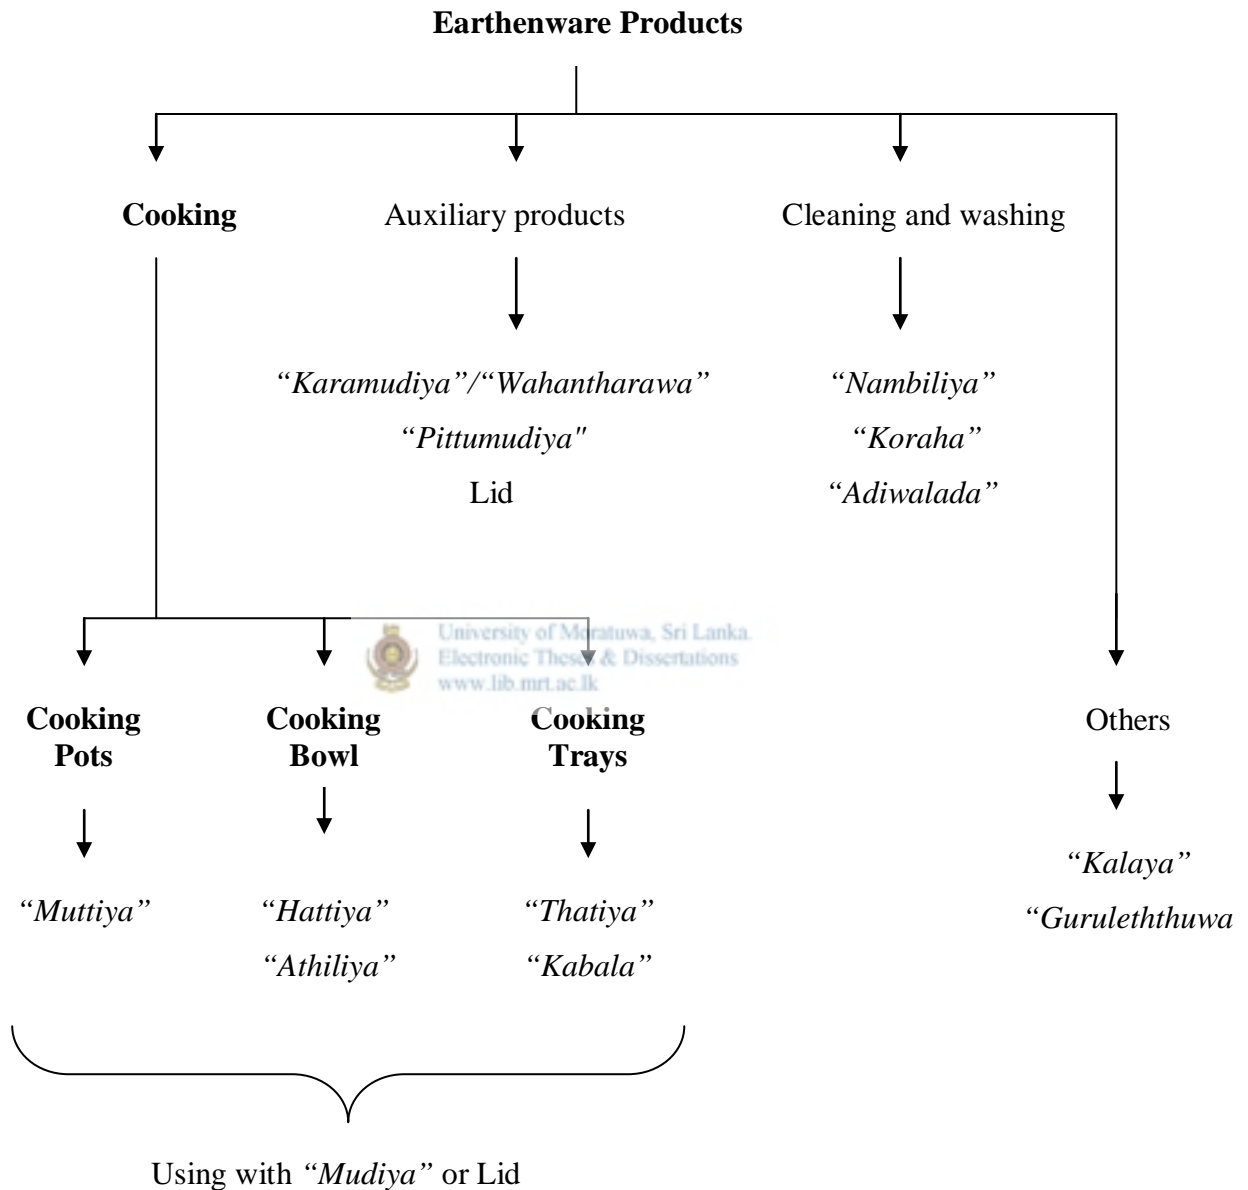 Earthenware Products
Cooking
Auxiliary products
Cleaning and washing
“Karamudiya”/“Wahantharawa”
“Pittumudiya"
Lid
“Nambiliya”
“Koraha”
“Adiwalada”
University of Moratuwa, Sri Lanka.
Electronic Theses & Dissertations
www.lib.mrt.ac.lk
Cooking
Pots
Cooking
Bowl
Cooking
Trays
Others
“Muttiya”
“Hattiya”
“Athiliya”
“Thatiya”
“Kabala”
“Kalaya”
“Guruleththuwa
Using with “Mudiya” or Lid